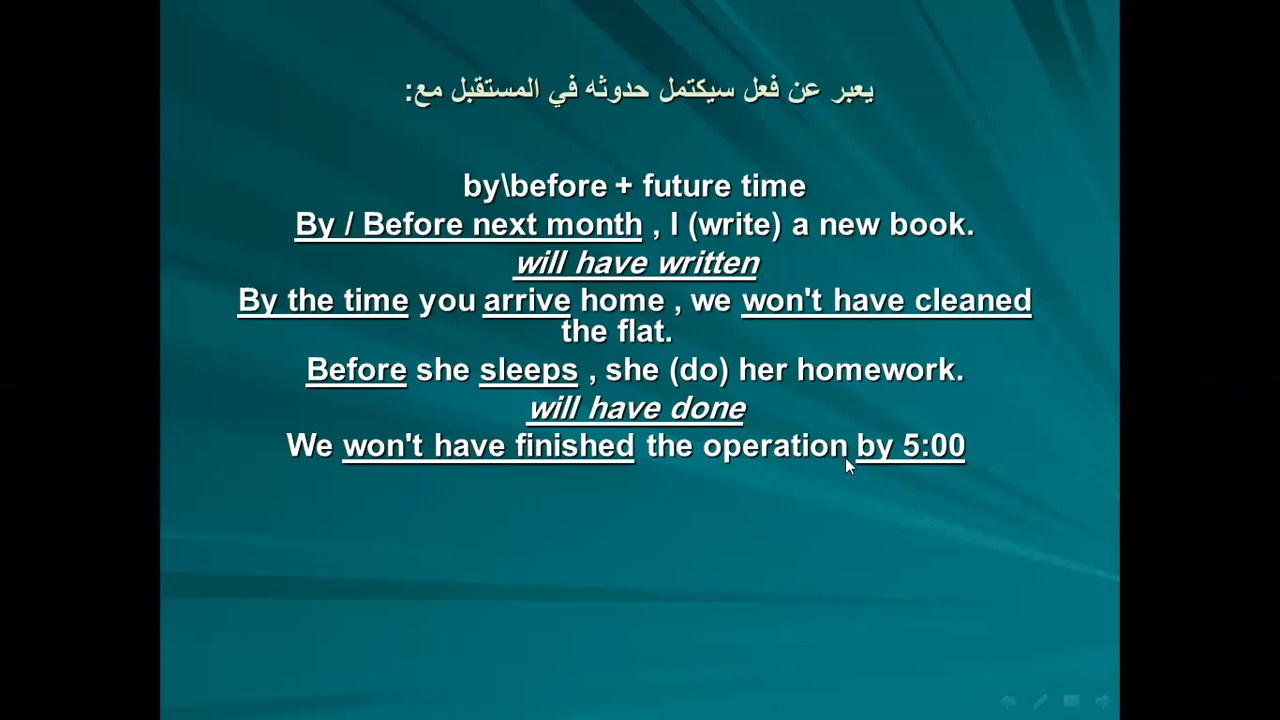 يعبر عن فعل سيكتمل حدوثه في المستقبل مع:
by\before + future time
By / Before next month , I (write) a new book.
will have written
By the time you arrive home , we won't have cleaned
the flat.
Before she sleeps , she (do) her homework.
will have done
We won't have finished the operation by 5:00